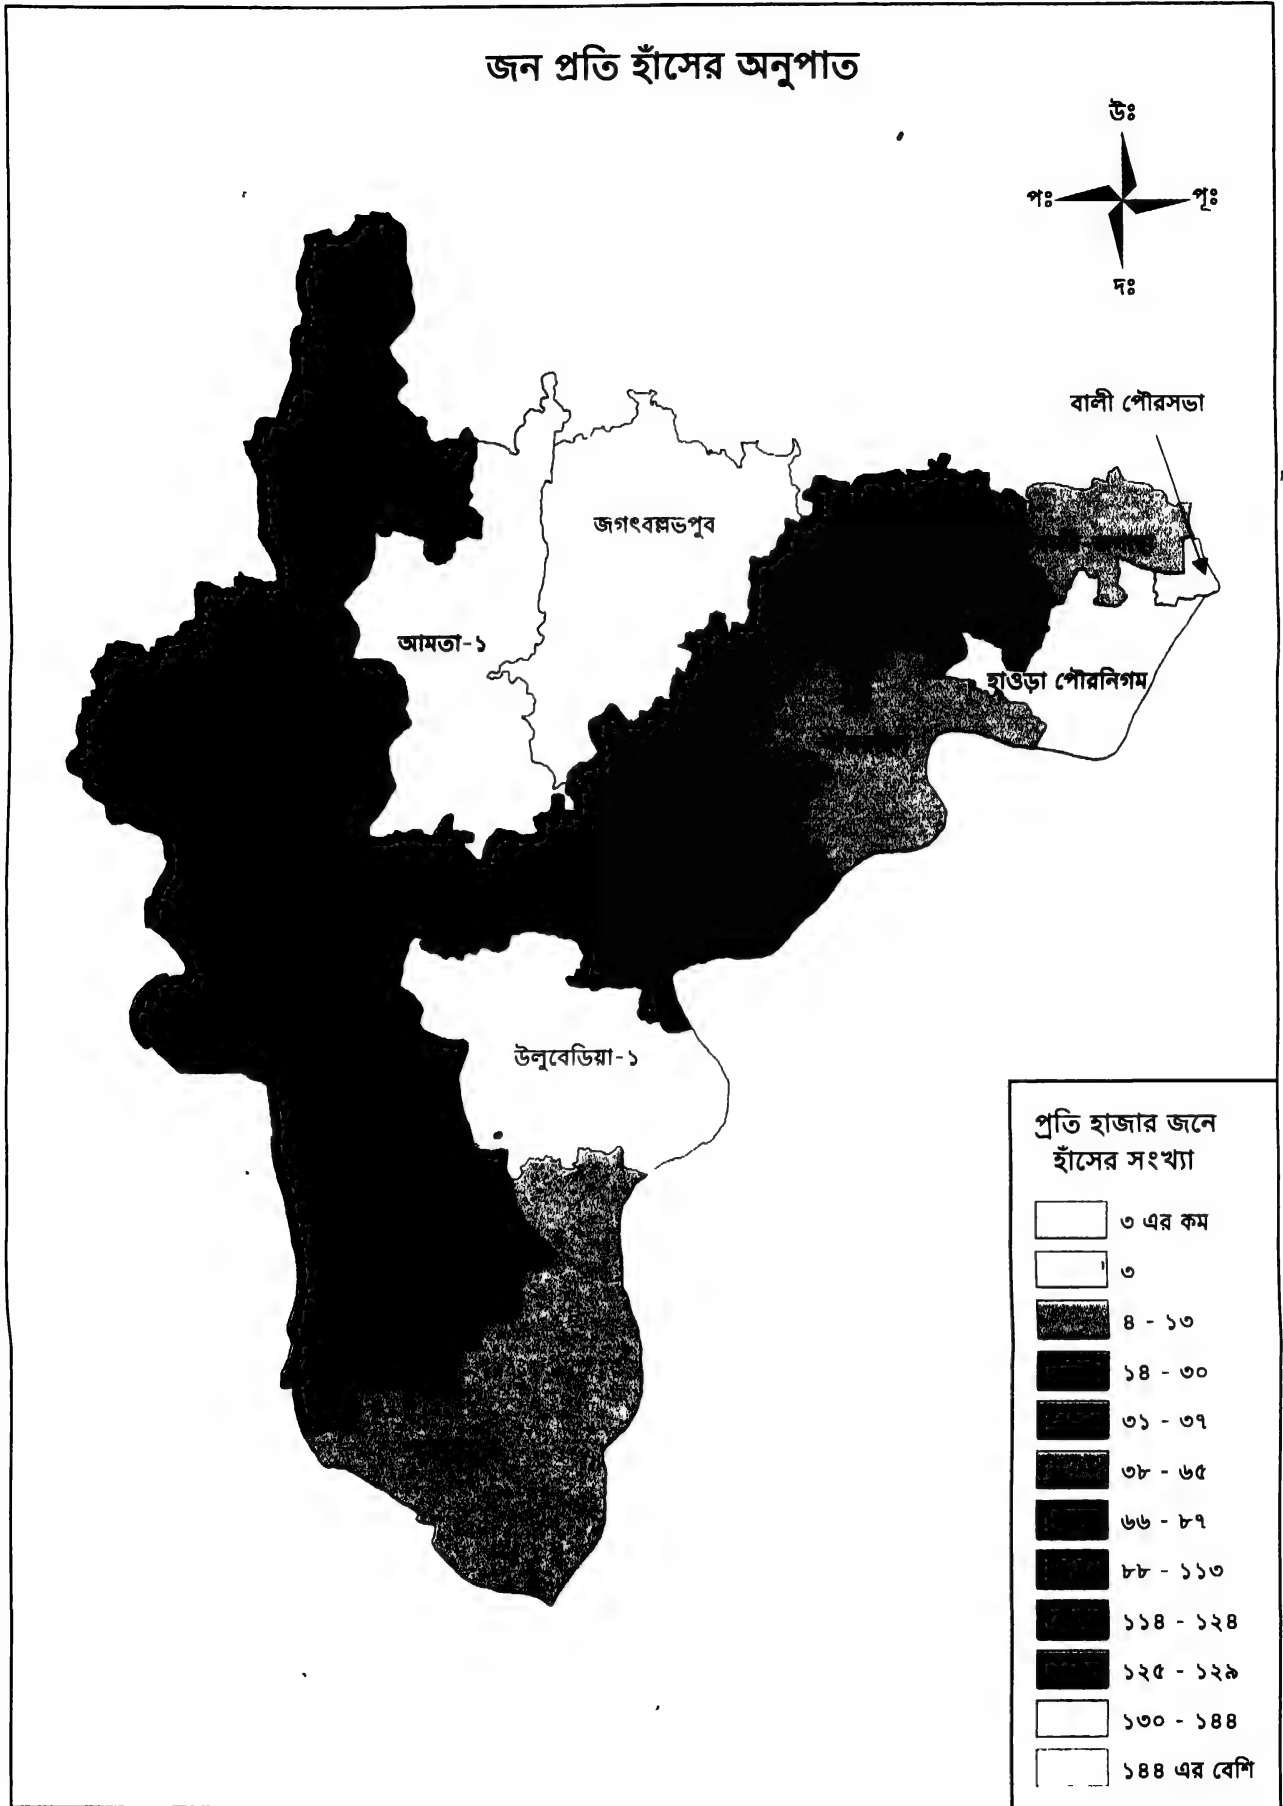 জন প্রতি হাঁসের অনুপাত
উঃ
পঃ
পূঃ
দঃ
বালী পৌরসভা
জগৎবল্লভপুব
আমতা-১
হাওড়া পৌরনিগম
উলুবেডিয়া-১
প্রতি হাজার জনে
হাঁসের সংখ্যা
৩ এর কম
৩
৪ - ১৩
১৪ - ৩০
৩১ - ৩৭
৩৮ - ৬৫
৬৬ - ৮৭
৮৮ - ১১৩
১১৪ - ১২৪
১২৫ - ১২৯
১৩০ - ১৪৪
১৪৪ এর বেশি